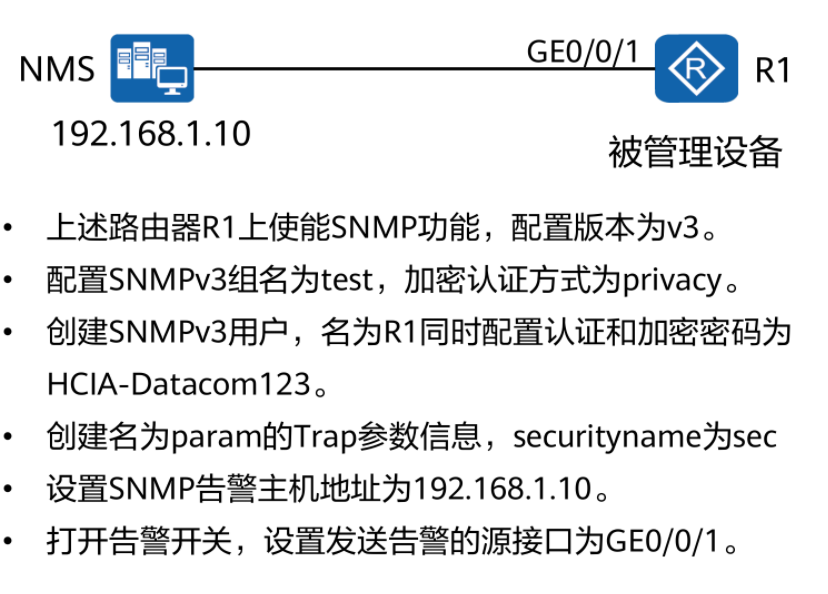 NMS
GE0/0/1
R
R1
192.168.1.10
被管理设备
• 上述路由器R1上使能SNMP功能，配置版本为v3。
• 配置SNMPv3组名为test，加密认证方式为privacy。
• 创建SNMPv3用户，名为R1同时配置认证和加密密码为
HCIA-Datacom123。
• 创建名为param的Trap参数信息，securityname为sec
• 设置SNMP告警主机地址为192.168.1.10。
• 打开告警开关，设置发送告警的源接口为GE0/0/1。